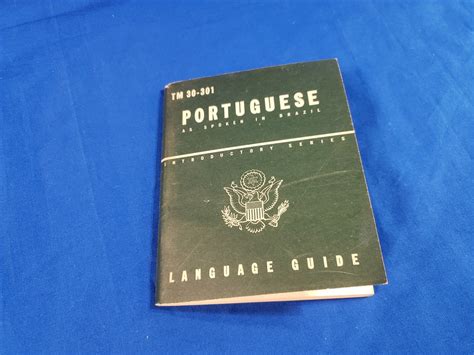 TM 30-301
PORTUGUESE
AS SPOKEN IN BRAZIL
INTRODUCTORY SERIES
LANGUAGE GUIDE